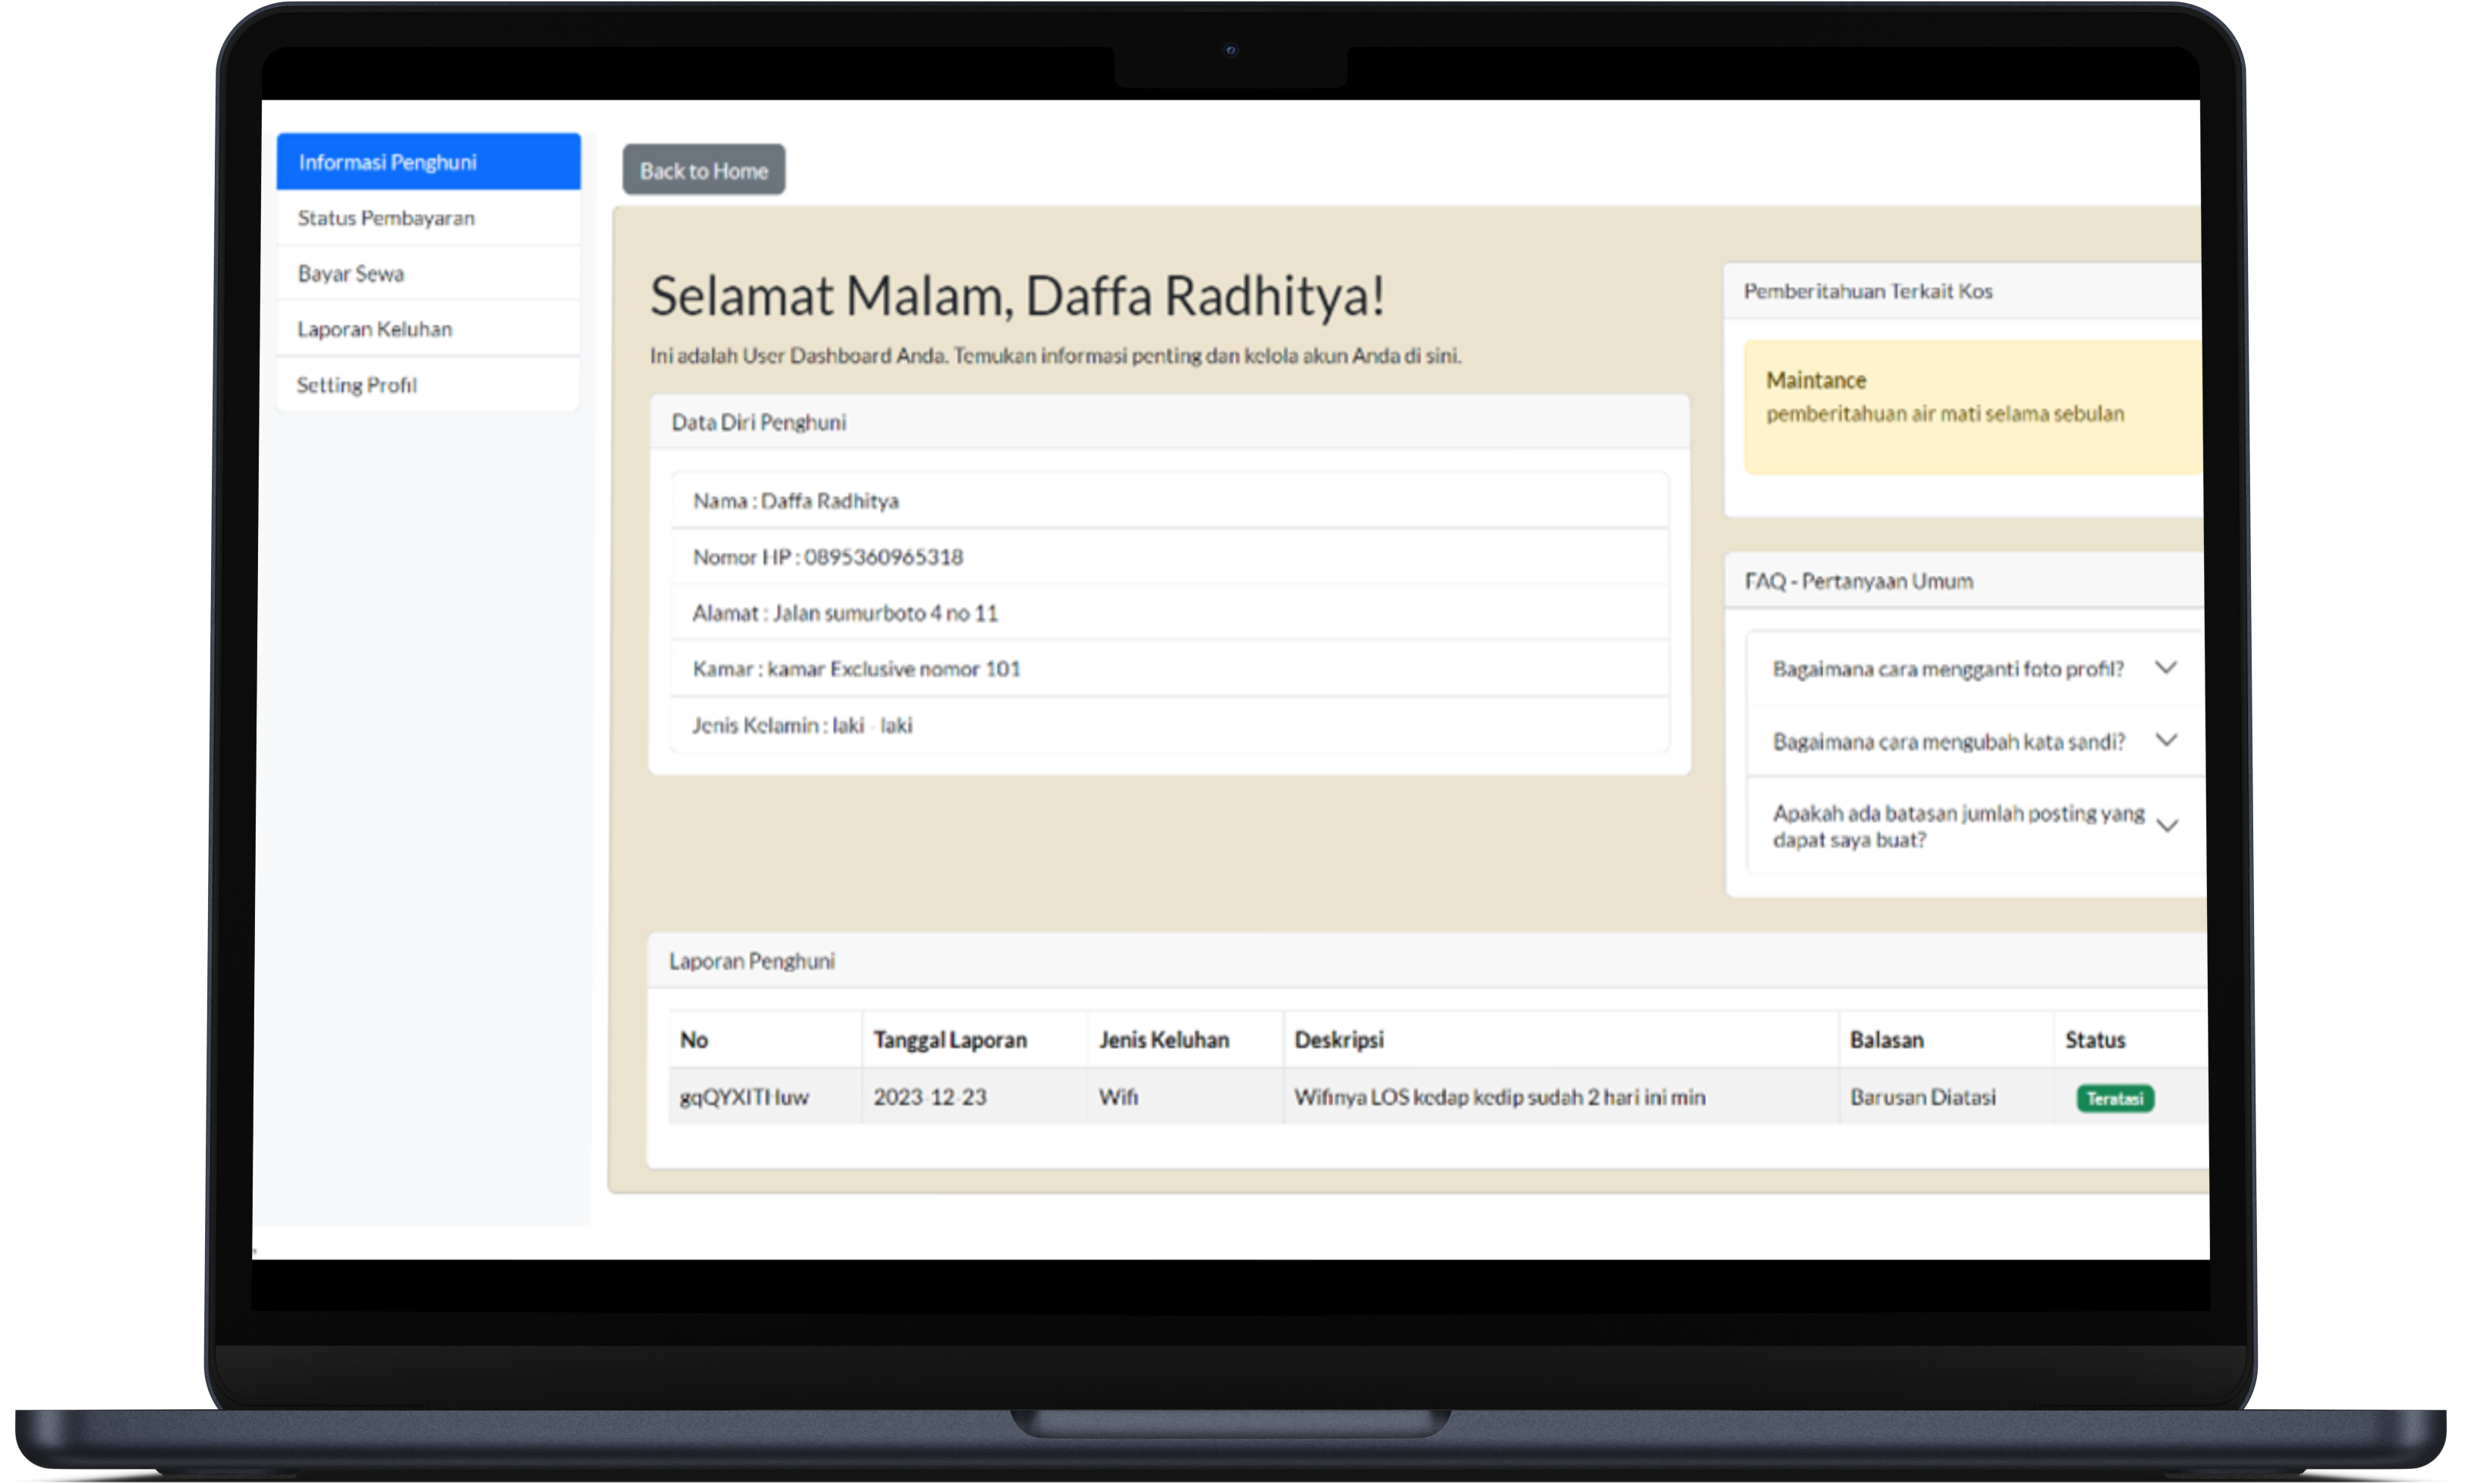 Informasi Penghuni
Status Pembayaran
Bayar Sewa
Laporan Keluhan
Setting Profil
Back to Home
Selamat Malam, Daffa Radhitya!
Ini adalah User Dashboard Anda. Temukan informasi penting dan kelola akun Anda di sini.
Data Diri Penghuni
Nama : Daffa Radhitya
Nomor HP : 0895360965318
Alamat : Jalan sumurboto 4 no 11
Kamar : kamar Exclusive nomor 101
Jenis Kelamin : laki - laki
Pemberitahuan Terkait Kos
Maintance
pemberitahuan air mati selama sebulan
FAQ - Pertanyaan Umum
Bagaimana cara mengganti foto profil?
Bagaimana cara mengubah kata sandi?
Apakah ada batasan jumlah posting yang
dapat saya buat?
Laporan Penghuni
No Tanggal Laporan Jenis Keluhan Deskripsi Balasan Status
gqQYXITHuw 2023-12-23 Wifi Wifinya LOS kedap kedip sudah 2 hari ini min Barusan Diatasi Teratasi